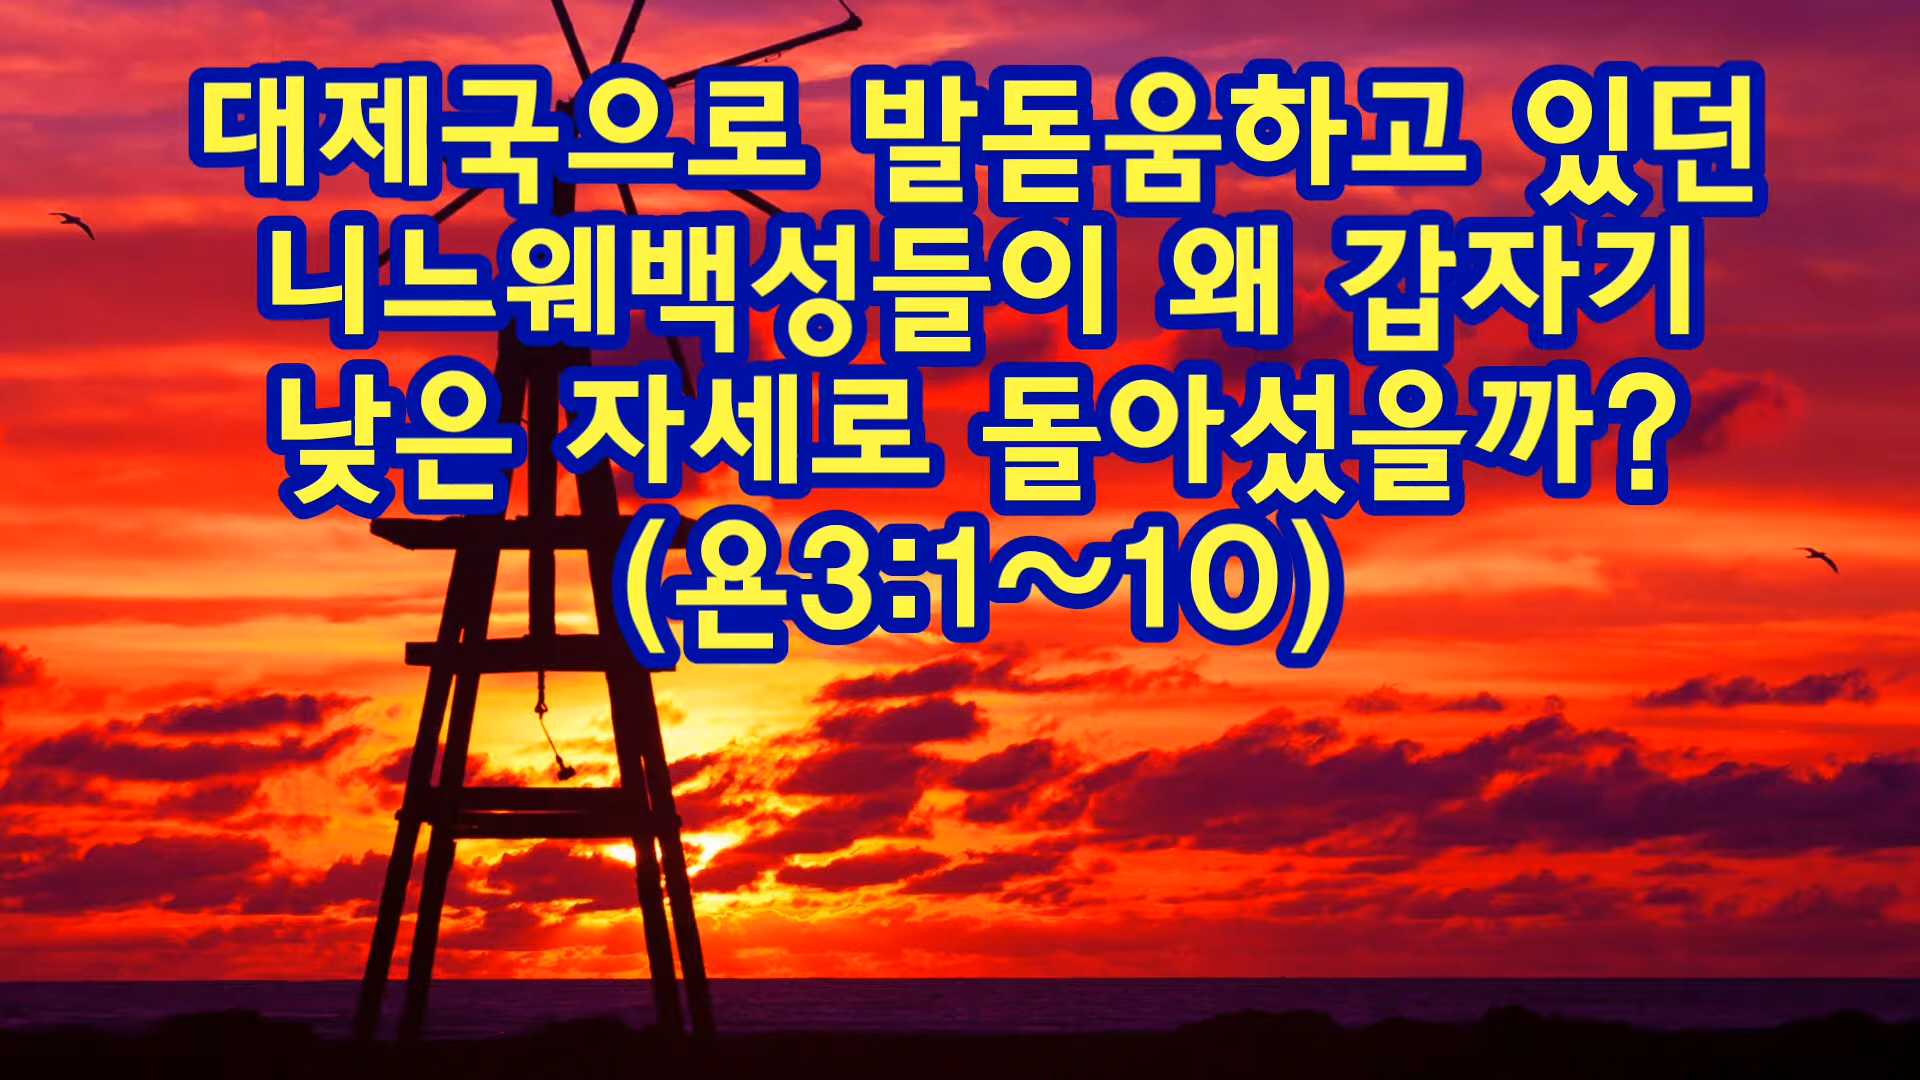 대제국으로 발돋움하고 있던
니느웨백성들이 왜 갑자기
낮은 자세로 돌아섰을까?
(욘3:1~10)